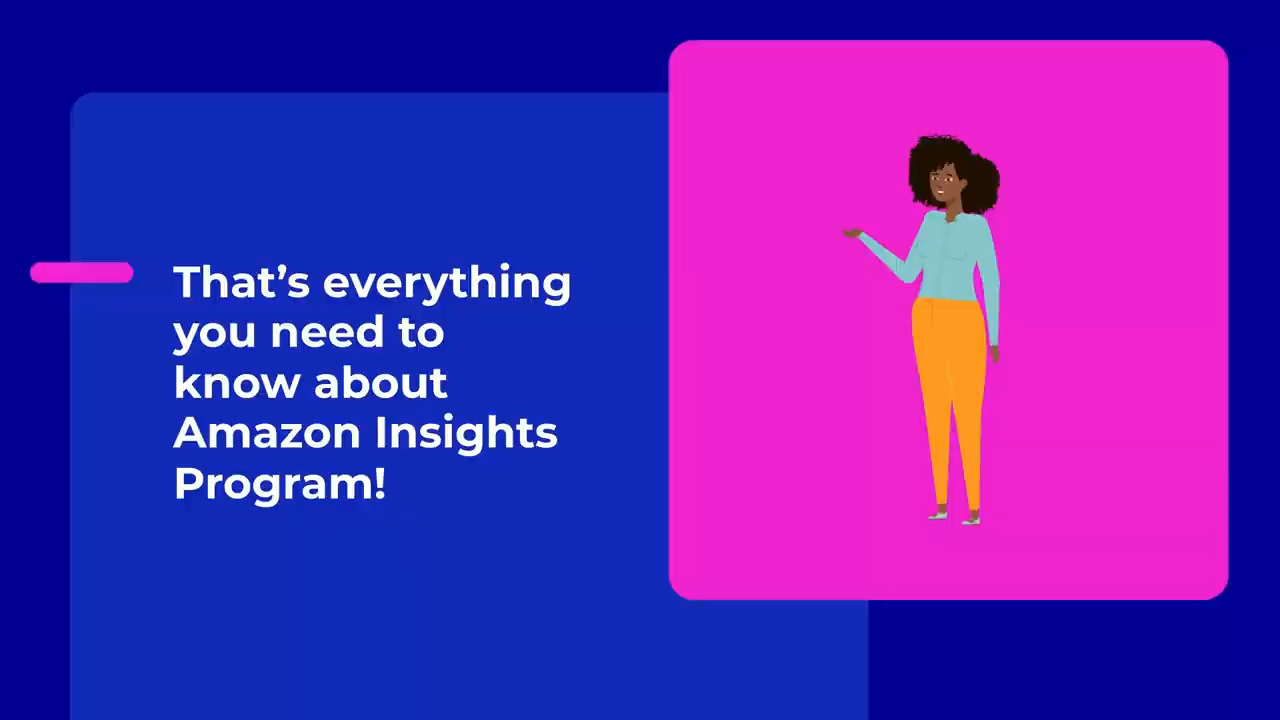 That’s everything
you need to
know about
Amazon Insights
Program!